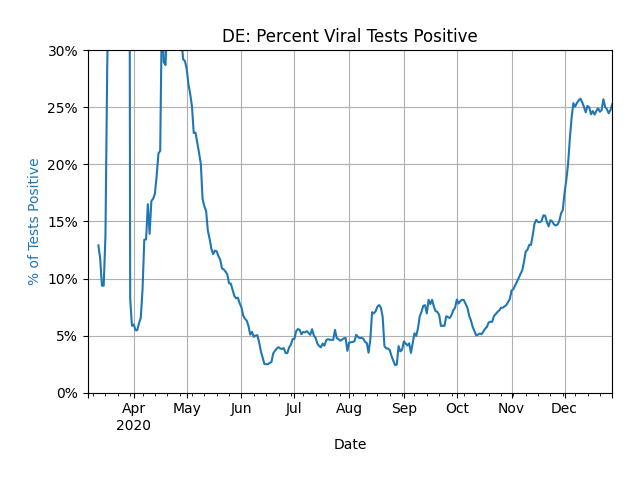 DE: Percent Viral Tests Positive
30%
25%
20%
15%
10%
5%
0%
% of Tests Positive
Apr May Jun Jul Aug Sep Oct Nov Dec
2020
Date